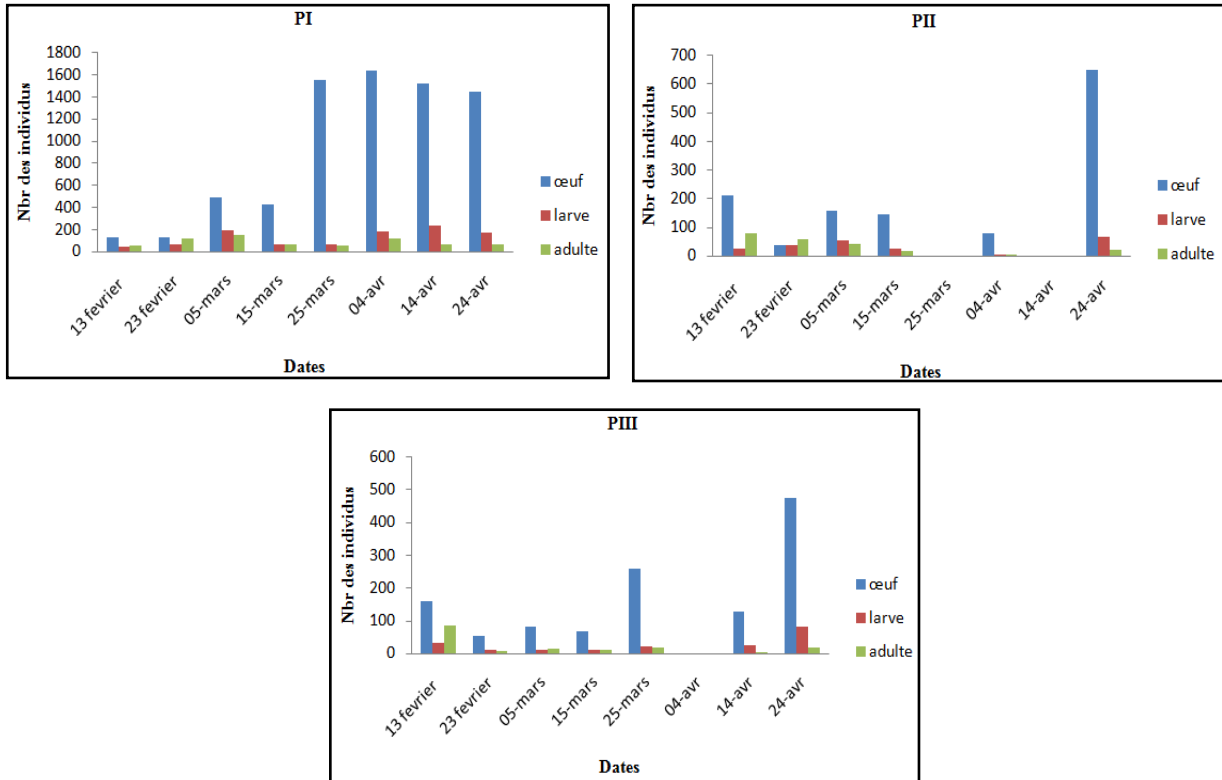 PI
Nbr des individus
1800
1600
1400
1200
1000
800
600
400
200
0
13 fevrier
23 fevrier
05-mars
15-mars
25-mars
04-avr
14-avr
24-avr
Dates
œuf
larve
adulte
PII
Nbr des individus
700
600
500
400
300
200
100
0
13 fevrier
23 fevrier
05-mars
15-mars
25-mars
04-avr
14-avr
24-avr
Dates
œuf
larve
adulte
PIII
Nbr des individus
600
500
400
300
200
100
0
13 fevrier
23 fevrier
05-mars
15-mars
25-mars
04-avr
14-avr
24-avr
Dates
œuf
larve
adulte